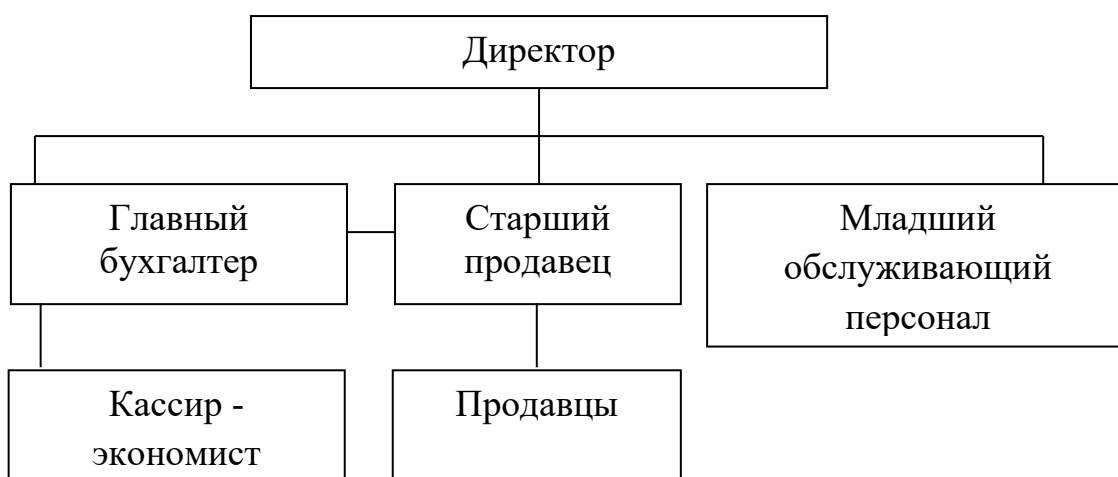 Директор
Главный
бухгалтер
Старший
продавец
Младший
обслуживающий
персонал
Кассир -
экономист
Продавцы